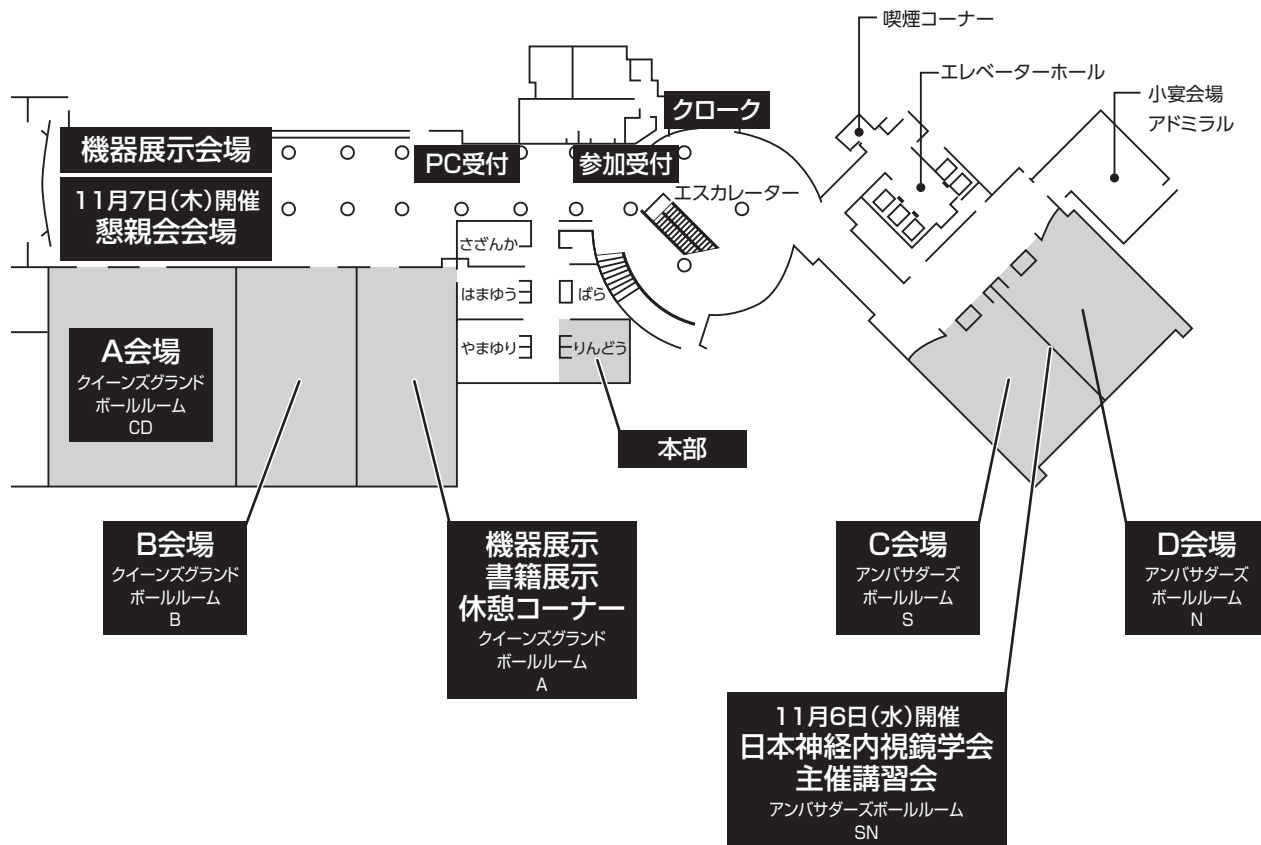 喫煙コーナー
エレベーターホール
小宴会場
アドミラル
クローク
機器展示会場
PC受付
参加受付
11月7日(木)開催
懇親会会場
エスカレーター
さざんか
はまゆう
ばら
やまゆり
りんどう
A会場
クイーンズグランド
ボールルーム
CD
本部
B会場
クイーンズグランド
ボールルーム
B
機器展示
書籍展示
休憩コーナー
クイーンズグランド
ボールルーム
A
C会場
アンバサダーズ
ボールルーム
S
D会場
アンバサダーズ
ボールルーム
N
11月6日(水)開催
日本神経内視鏡学会
主催講習会
アンバサダーズボールルーム
SN